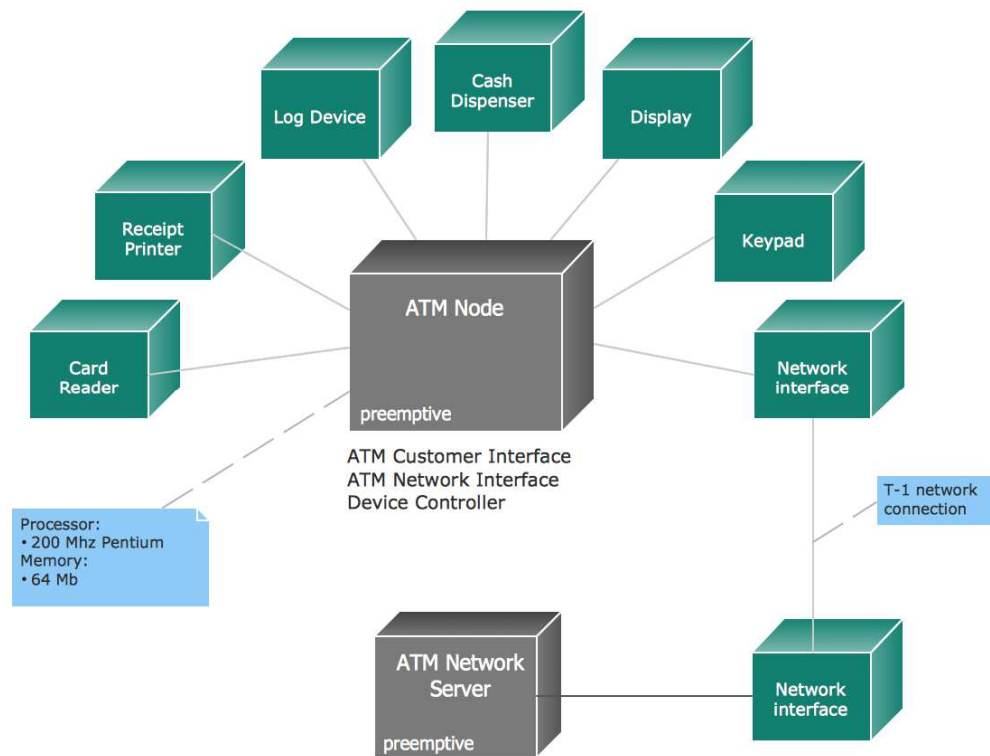 Cash
Dispenser
Log Device
Display
Receipt
Printer
Keypad
ATM Node
preemptive
Card
Reader
Network
interface
ATM Customer Interface
ATM Network Interface
Device Controller
T-1 network
connection
Processor:
• 200 Mhz Pentium
Memory:
• 64 Mb
ATM Network
Server
preemptive
Network
interface